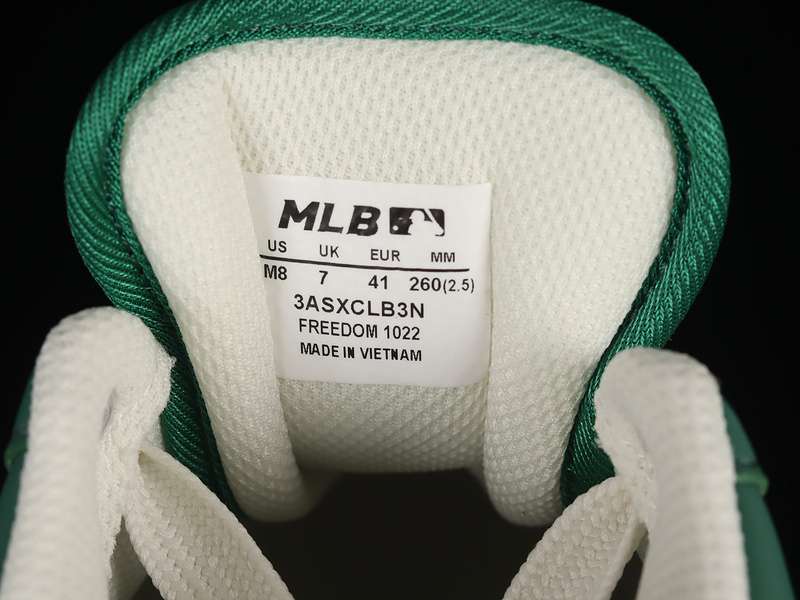 MLB
US UK EUR MM
M8 7 41 260(2.5)
3ASXCLB3N
FREEDOM 1022
MADE IN VIETNAM